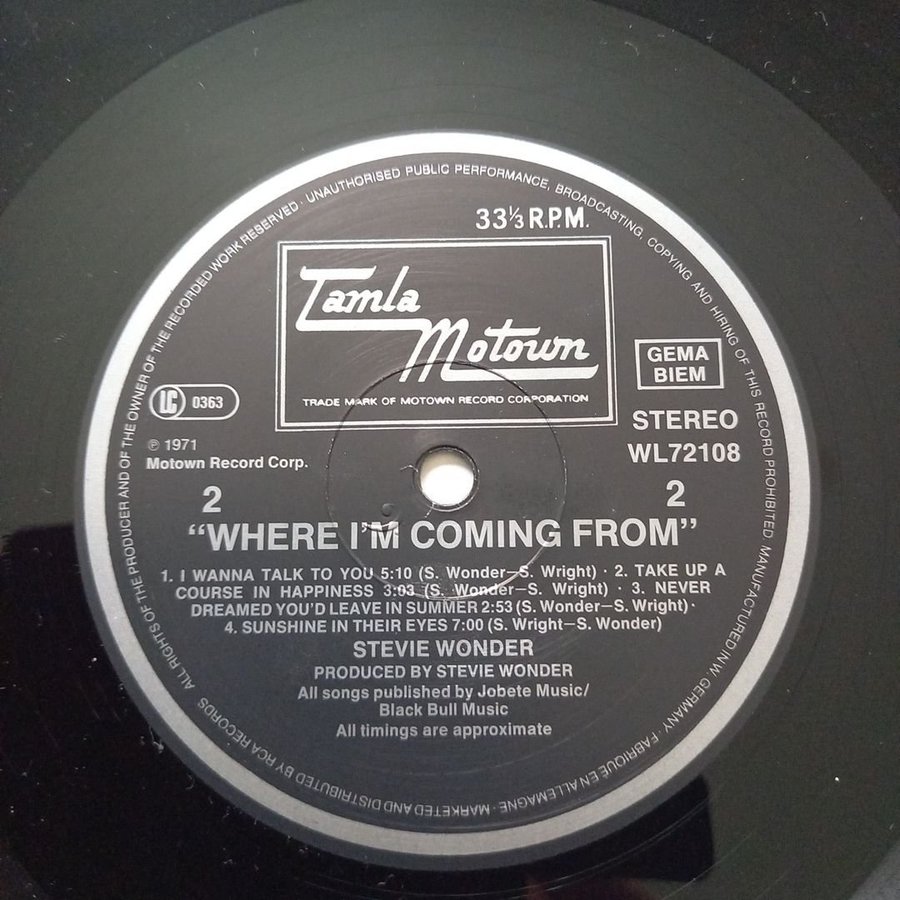 ALL RIGHTS OF THE PRODUCER AND OF THE OWNER OF THE RECORDED WORK RESERVED · UNAUTHORISED PUBLIC PERFORMANCE, BROADCASTING, COPYING AND HIRING OF THIS RECORD PROHIBITED. MANUFACTURED IN W. GERMANY · FABRIQUÉ EN ALLEMAGNE · MARKETED AND DISTRIBUTED BY RCA RECORDS
33⅓ R.P.M.
Tamla
Motown
TRADE MARK OF MOTOWN RECORD CORPORATION
GEMA
BIEM
LC 0363
STEREO
WL72108
℗ 1971
Motown Record Corp.
2 2
"WHERE I'M COMING FROM"
1. I WANNA TALK TO YOU 5:10 (S. Wonder–S. Wright) · 2. TAKE UP A
COURSE IN HAPPINESS 3:03 (S. Wonder–S. Wright) · 3. NEVER
DREAMED YOU'D LEAVE IN SUMMER 2:53 (S. Wonder–S. Wright) ·
4. SUNSHINE IN THEIR EYES 7:00 (S. Wright–S. Wonder)
STEVIE WONDER
PRODUCED BY STEVIE WONDER
All songs published by Jobete Music/
Black Bull Music
All timings are approximate